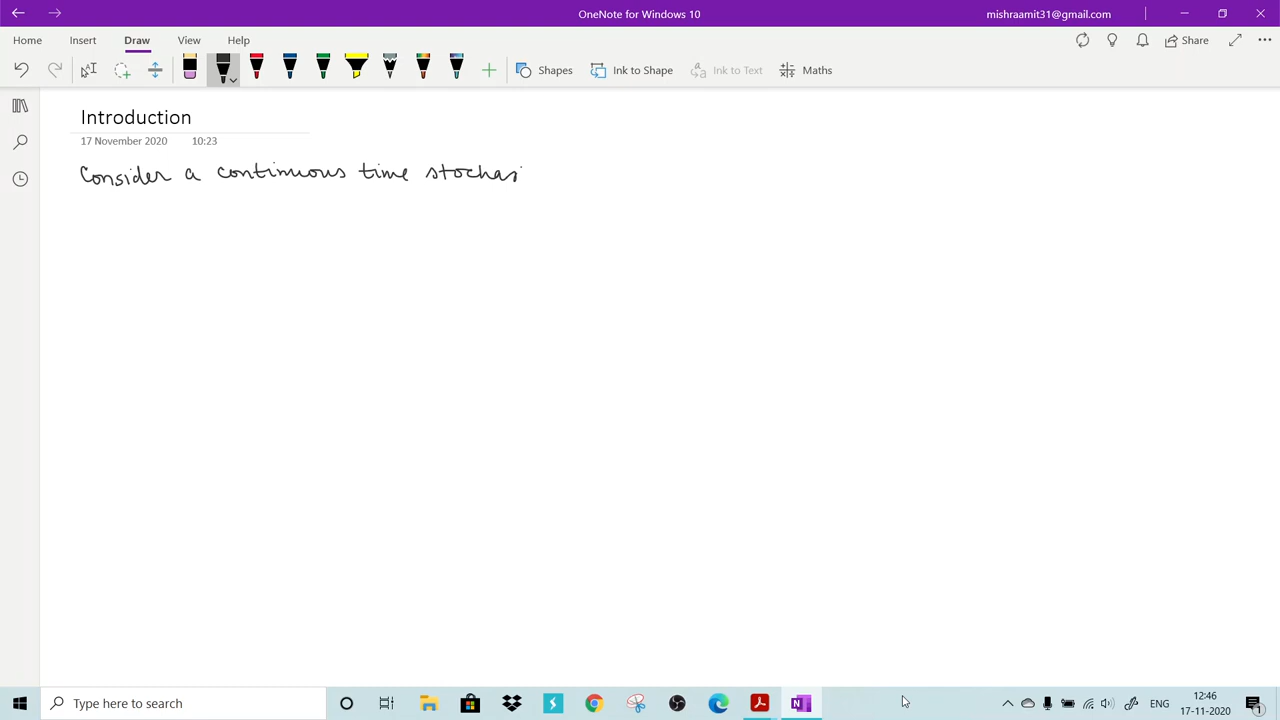 OneNote for Windows 10
mishraamit31@gmail.com
Home Insert Draw View Help
Share
Shapes Ink to Shape Ink to Text Maths
Introduction
17 November 2020 10:23
Consider a continuous time stochas
Type here to search
ENG
12:46
17-11-2020
1